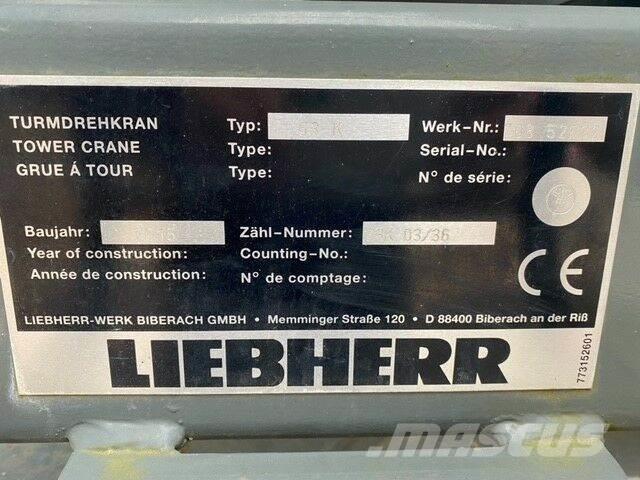 TURMDREHKRAN Typ: K Werk-Nr.:
TOWER CRANE Type: Serial-No.:
GRUE Á TOUR Type: N° de série:
Baujahr: Zähl-Nummer: 03/36
Year of construction: Counting-No.:
Année de construction: N° de comptage:
CE
LIEBHERR-WERK BIBERACH GMBH • Memminger Straße 120 • D 88400 Biberach an der Riß
LIEBHERR
773152601
mascus